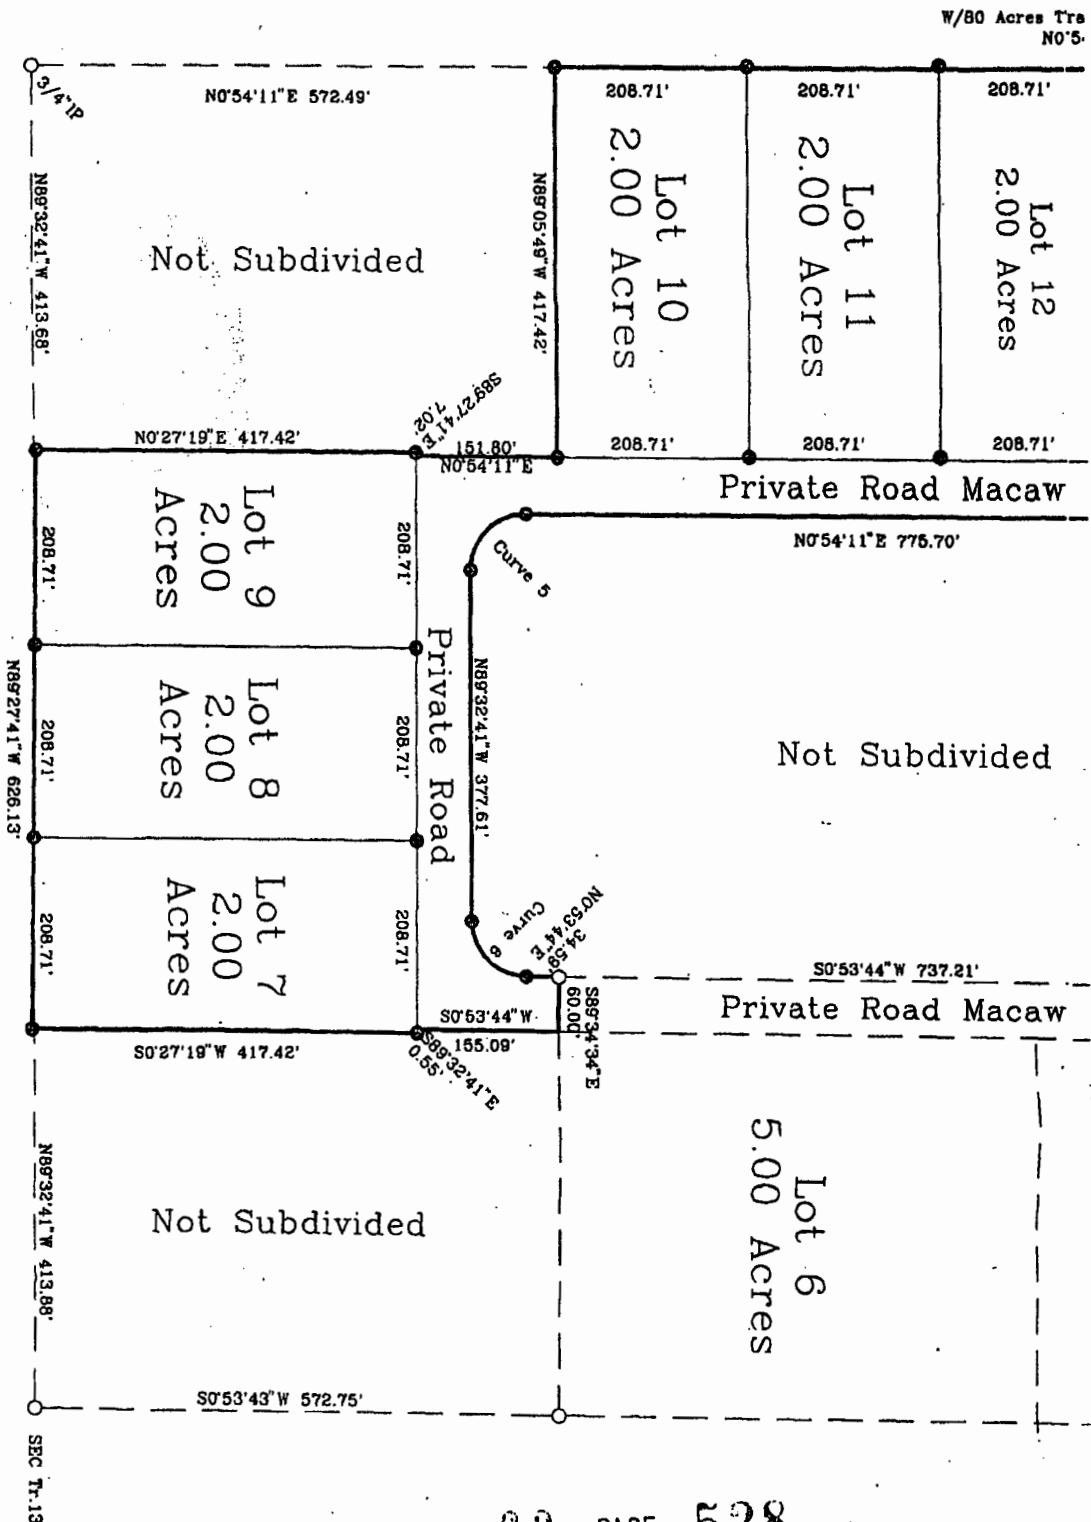 W/80 Acres Tra
N0°5
3/4"IP
N0°54'11"E 572.49'
208.71'
208.71'
208.71'
N89°32'41"W 413.68'
Not Subdivided
N89°05'49"W 417.42'
Lot 10
2.00 Acres
Lot 11
2.00 Acres
Lot 12
2.00 Acres
S89°27'41"E
7.02'
N0°27'19"E 417.42'
151.80'
N0°54'11"E
208.71'
208.71'
208.71'
Private Road Macaw
N0°54'11"E 775.70'
Curve 5
Lot 9
2.00
Acres
208.71'
208.71'
Private Road
N89°32'41"W 377.61'
Not Subdivided
N89°27'41"W 626.13'
208.71'
Lot 8
2.00
Acres
208.71'
Lot 7
2.00
Acres
208.71'
208.71'
Curve 6
N0°53'44"E
34.59'
S0°53'44"W 737.21'
Private Road Macaw
S89°34'34"E
60.00'
S0°53'44"W
155.09'
S0°27'19"W 417.42'
S89°32'41"E
0.55'
N89°32'41"W 413.88'
Not Subdivided
Lot 6
5.00 Acres
S0°53'43"W 572.75'
SEC Tr.13
PAGE 528